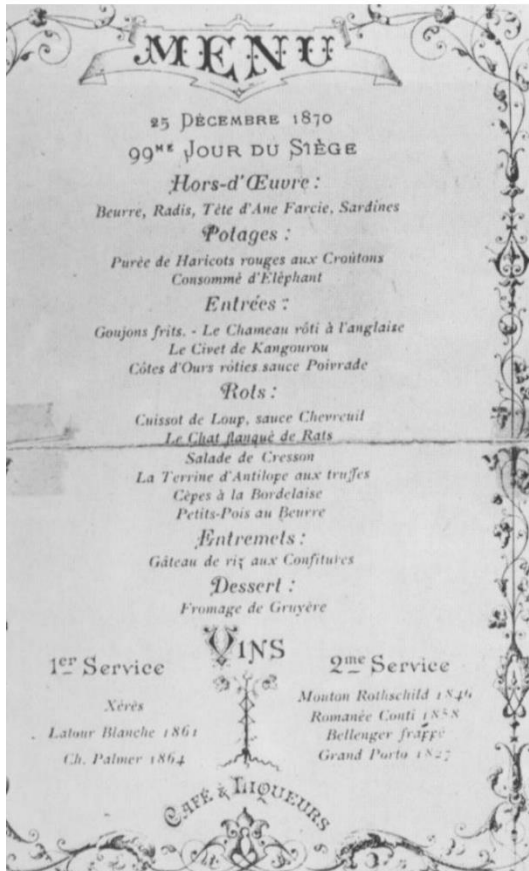 MENU
25 DÉCEMBRE 1870
99ME JOUR DU SIÈGE
Hors-d'Œuvre :
Beurre, Radis, Tête d'Ane Farcie, Sardines
Potages :
Purée de Haricots rouges aux Croûtons
Consommé d'Eléphant
Entrées :
Goujons frits. - Le Chameau rôti à l'anglaise
Le Civet de Kangourou
Côtes d'Ours rôties sauce Poivrade
Rots :
Cuissot de Loup, sauce Chevreuil
Le Chat flanqué de Rats
Salade de Cresson
La Terrine d'Antilope aux truffes
Cèpes à la Bordelaise
Petits-Pois au Beurre
Entremets :
Gâteau de riz aux Confitures
Dessert :
Fromage de Gruyère
VINS
1er Service
Xérès
Latour Blanche 1861
Ch. Palmer 1864
2me Service
Mouton Rothschild 1846
Romanée Conti 1858
Bellenger frappé
Grand Porto 1827
CAFÉ & LIQUEURS